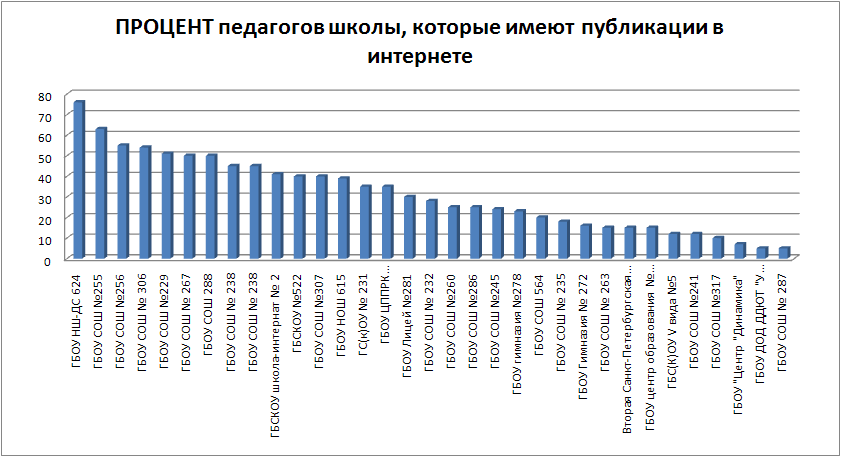 ПРОЦЕНТ педагогов школы, которые имеют публикации в
интернете
80
70
60
50
40
30
20
10
0
ГБОУ НШ-ДС 624
ГБОУ СОШ №255
ГБОУ СОШ №256
ГБОУ СОШ № 306
ГБОУ СОШ №229
ГБОУ СОШ № 267
ГБОУ СОШ 288
ГБОУ СОШ № 238
ГБОУ СОШ № 238
ГБСКОУ школа-интернат № 2
ГБСКОУ №522
ГБОУ СОШ №307
ГБОУ НОШ 615
ГС(к)ОУ № 231
ГБОУ ЦППРК...
ГБОУ Лицей №281
ГБОУ СОШ № 232
ГБОУ СОШ №260
ГБОУ СОШ №286
ГБОУ СОШ №245
ГБОУ гимназия №278
ГБОУ СОШ 564
ГБОУ СОШ № 235
ГБОУ Гимназия № 272
ГБОУ СОШ № 263
Вторая Санкт-Петербургская...
ГБОУ центр образования №...
ГБС(К)ОУ V вида №5
ГБОУ СОШ №241
ГБОУ СОШ №317
ГБОУ "Центр "Динамика"
ГБОУ ДОД ДДЮТ "У...
ГБОУ СОШ № 287